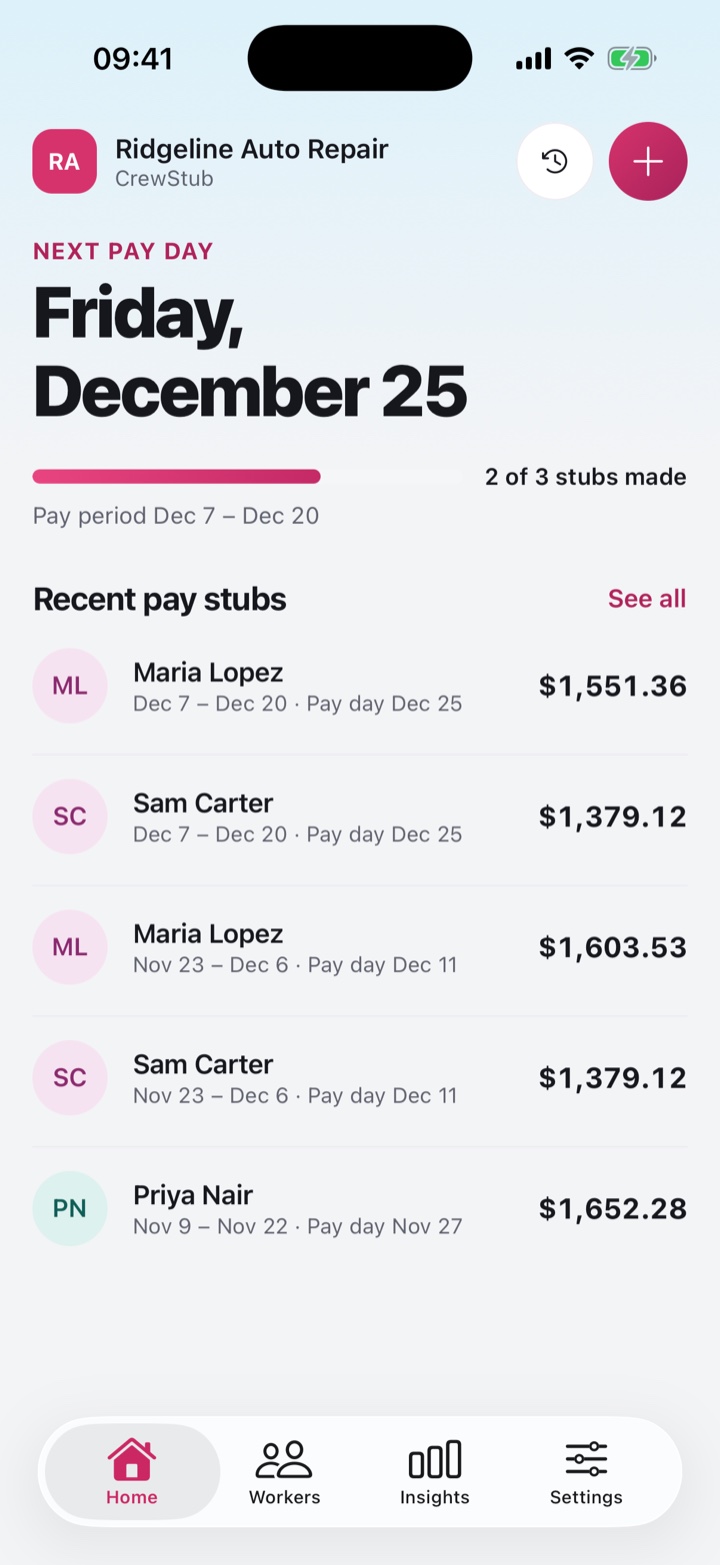 09:41
RA
Ridgeline Auto Repair
CrewStub
NEXT PAY DAY
Friday,
December 25
2 of 3 stubs made
Pay period Dec 7 – Dec 20
Recent pay stubs
See all
ML
Maria Lopez
Dec 7 – Dec 20 · Pay day Dec 25
$1,551.36
SC
Sam Carter
Dec 7 – Dec 20 · Pay day Dec 25
$1,379.12
ML
Maria Lopez
Nov 23 – Dec 6 · Pay day Dec 11
$1,603.53
SC
Sam Carter
Nov 23 – Dec 6 · Pay day Dec 11
$1,379.12
PN
Priya Nair
Nov 9 – Nov 22 · Pay day Nov 27
$1,652.28
Home
Workers
Insights
Settings